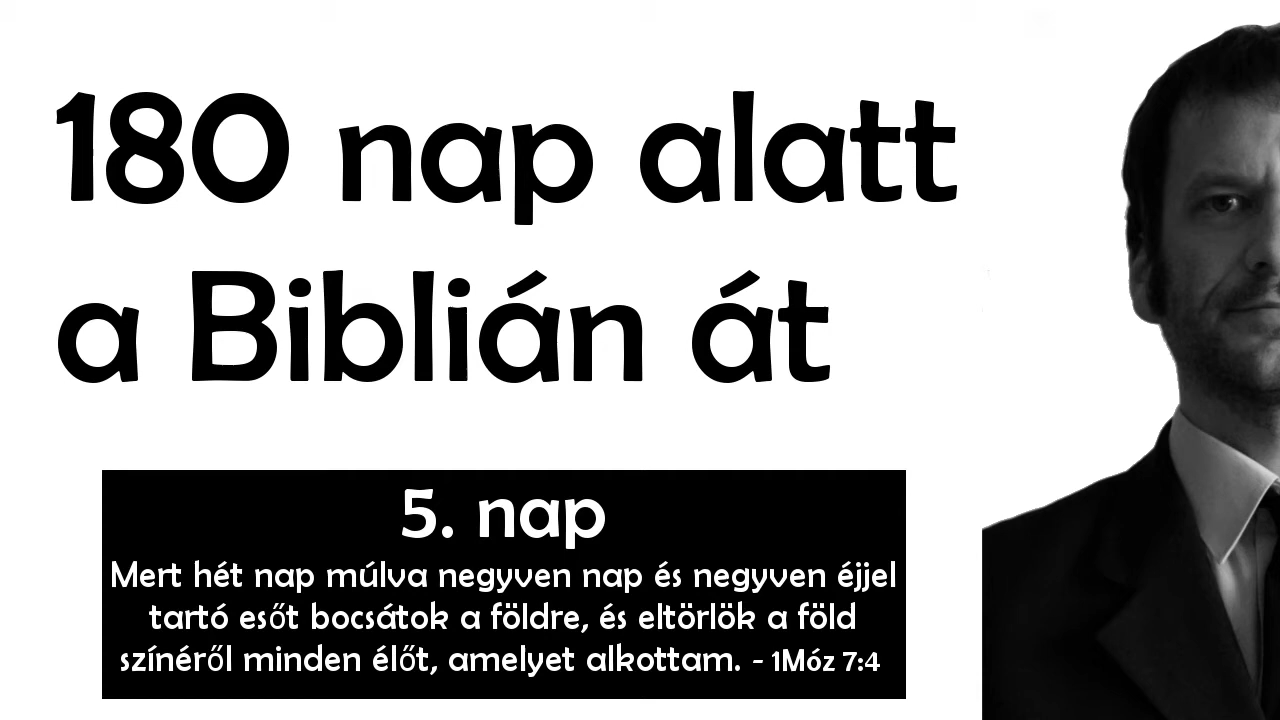 180 nap alatt
a Biblián át
5. nap
Mert hét nap múlva negyven nap és negyven éjjel
tartó esőt bocsátok a földre, és eltörlök a föld
színéről minden élőt, amelyet alkottam. - 1Móz 7:4